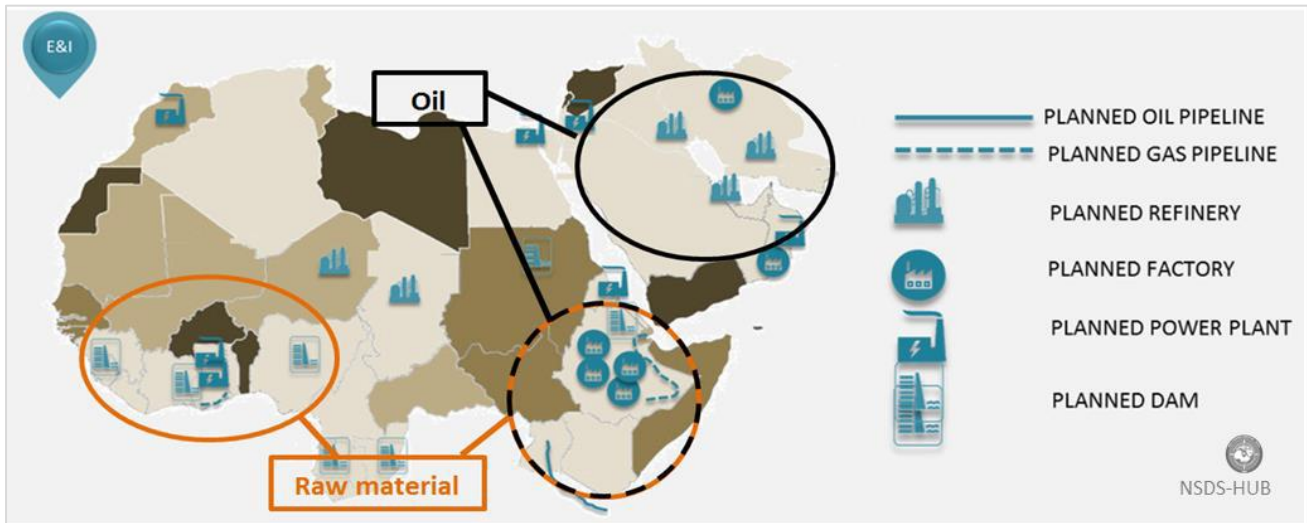 E&I
Oil
Raw material
PLANNED OIL PIPELINE
PLANNED GAS PIPELINE
PLANNED REFINERY
PLANNED FACTORY
PLANNED POWER PLANT
PLANNED DAM
NSDS-HUB